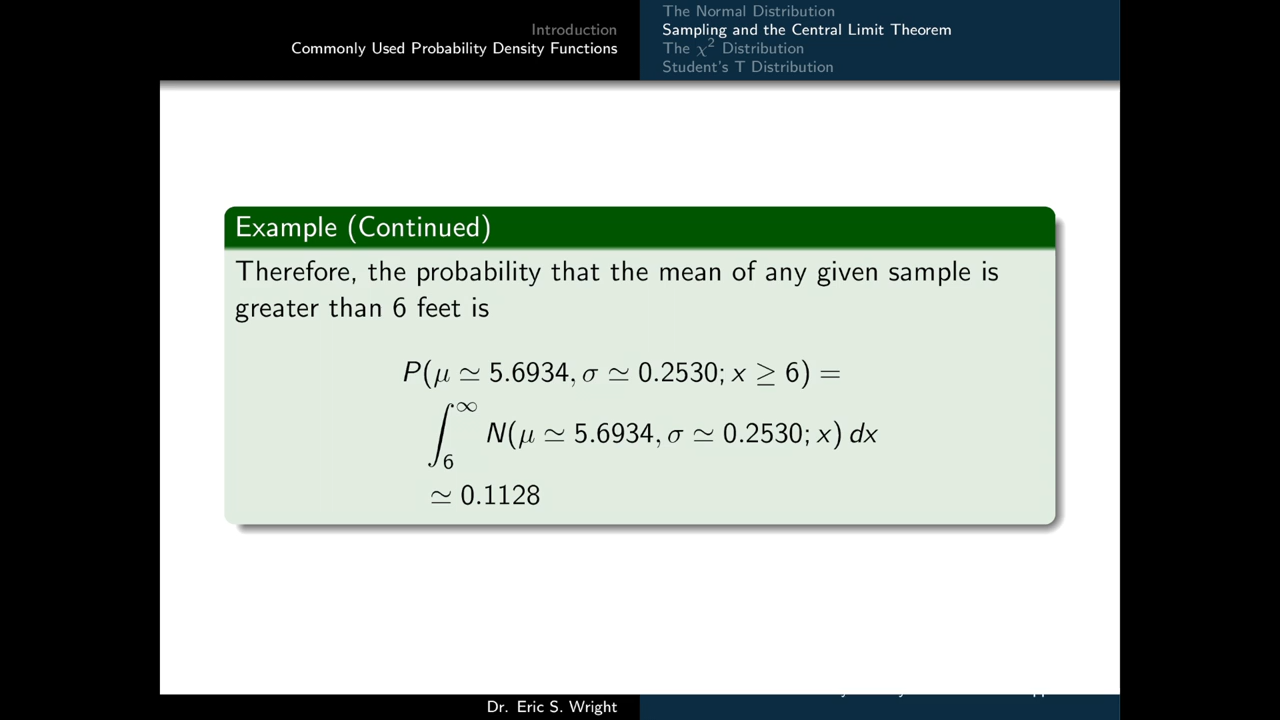 Introduction
Commonly Used Probability Density Functions
The Normal Distribution
Sampling and the Central Limit Theorem
The χ² Distribution
Student's T Distribution
Example (Continued)
Therefore, the probability that the mean of any given sample is
greater than 6 feet is
P(μ ≃ 5.6934, σ ≃ 0.2530; x ≥ 6) =
∫₆^∞ N(μ ≃ 5.6934, σ ≃ 0.2530; x) dx
≃ 0.1128
Dr. Eric S. Wright